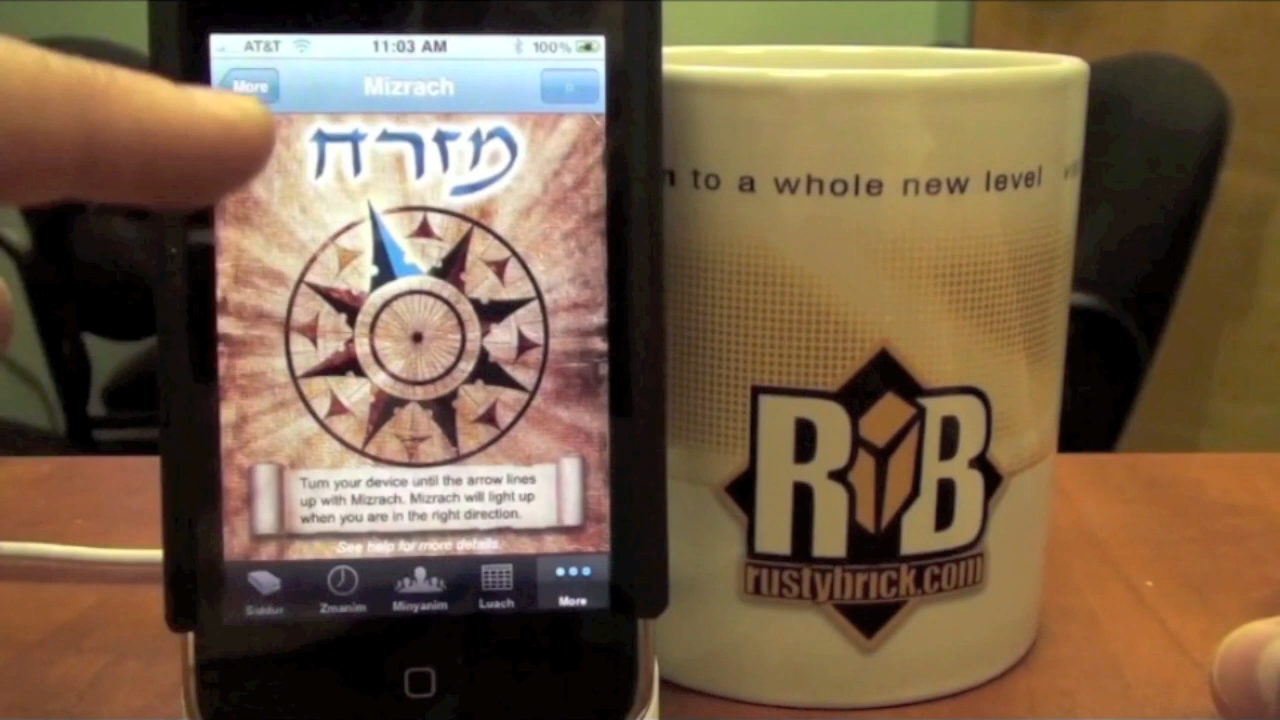 AT&T 11:03 AM 100%
More Mizrach
מזרח
Turn your device until the arrow lines
up with Mizrach. Mizrach will light up
when you are in the right direction.
See help for more details.
Siddur Zmanim Minyanim Luach More
to a whole new level
RB
rustybrick.com